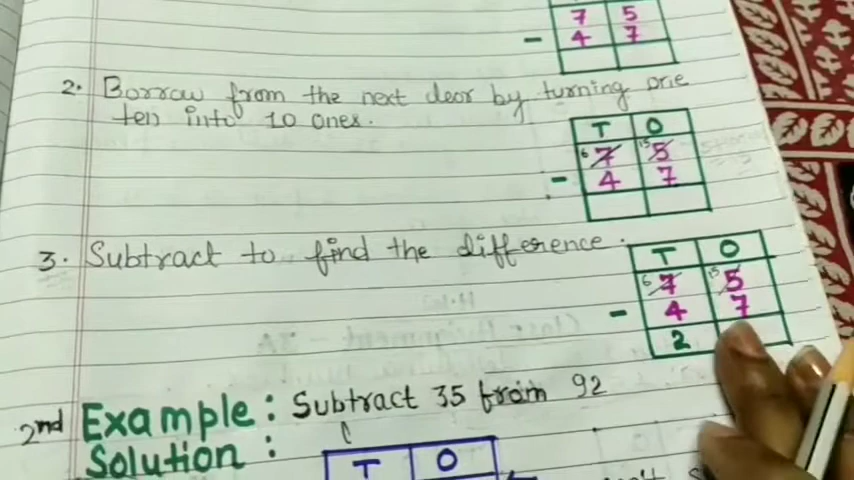 7 5
- 4 7
2. Borrow from the next door by turning one
ten into 10 ones.
T O
6 7 15 5
- 4 7
3. Subtract to find the difference.
T O
6 7 15 5
- 4 7
2
2nd Example: Subtract 35 from 92
Solution:
T O